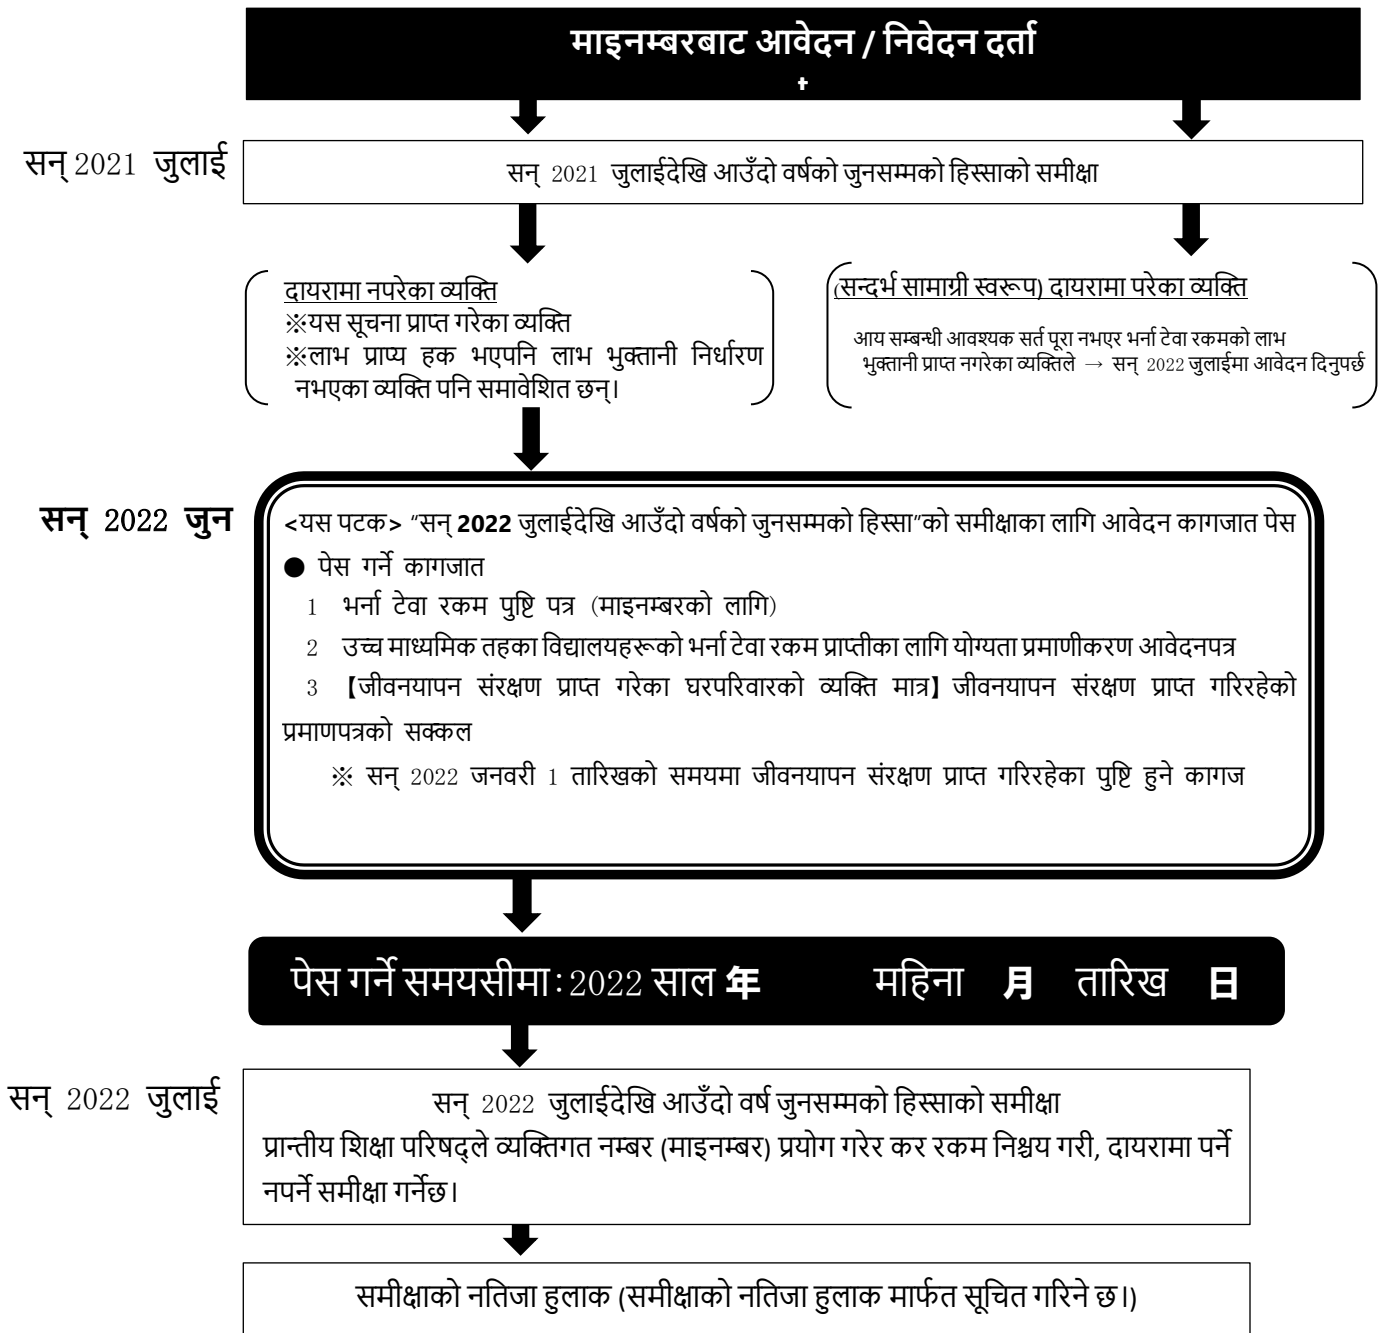 माइनम्बरबाट आवेदन / निवेदन दर्ता
सन् 2021 जुलाई
सन् 2021 जुलाईदेखि आउँदो वर्षको जुनसम्मको हिस्साको समीक्षा
दायरामा नपरेका व्यक्ति
※यस सूचना प्राप्त गरेका व्यक्ति
※लाभ प्राप्य हक भएपनि लाभ भुक्तानी निर्धारण
नभएका व्यक्ति पनि समावेशित छन्।
(सन्दर्भ सामाग्री स्वरूप) दायरामा परेका व्यक्ति
आय सम्बन्धी आवश्यक सर्त पूरा नभएर भर्ना टेवा रकमको लाभ
भुक्तानी प्राप्त नगरेका व्यक्तिले → सन् 2022 जुलाईमा आवेदन दिनुपर्छ
सन् 2022 जुन
<यस पटक> “सन् 2022 जुलाईदेखि आउँदो वर्षको जुनसम्मको हिस्सा”को समीक्षाका लागि आवेदन कागजात पेस
● पेस गर्ने कागजात
1 भर्ना टेवा रकम पुष्टि पत्र (माइनम्बरको लागि)
2 उच्च माध्यमिक तहका विद्यालयहरूको भर्ना टेवा रकम प्राप्तीका लागि योग्यता प्रमाणीकरण आवेदनपत्र
3 【जीवनयापन संरक्षण प्राप्त गरेका घरपरिवारको व्यक्ति मात्र】 जीवनयापन संरक्षण प्राप्त गरिरहेको
प्रमाणपत्रको सक्कल
※ सन् 2022 जनवरी 1 तारिखको समयमा जीवनयापन संरक्षण प्राप्त गरिरहेका पुष्टि हुने कागज
पेस गर्ने समयसीमा：2022 साल 年 महिना 月 तारिख 日
सन् 2022 जुलाई
सन् 2022 जुलाईदेखि आउँदो वर्ष जुनसम्मको हिस्साको समीक्षा
प्रान्तीय शिक्षा परिषद्ले व्यक्तिगत नम्बर (माइनम्बर) प्रयोग गरेर कर रकम निश्चय गरी, दायरामा पर्ने
नपर्ने समीक्षा गर्नेछ।
समीक्षाको नतिजा हुलाक (समीक्षाको नतिजा हुलाक मार्फत सूचित गरिने छ।)